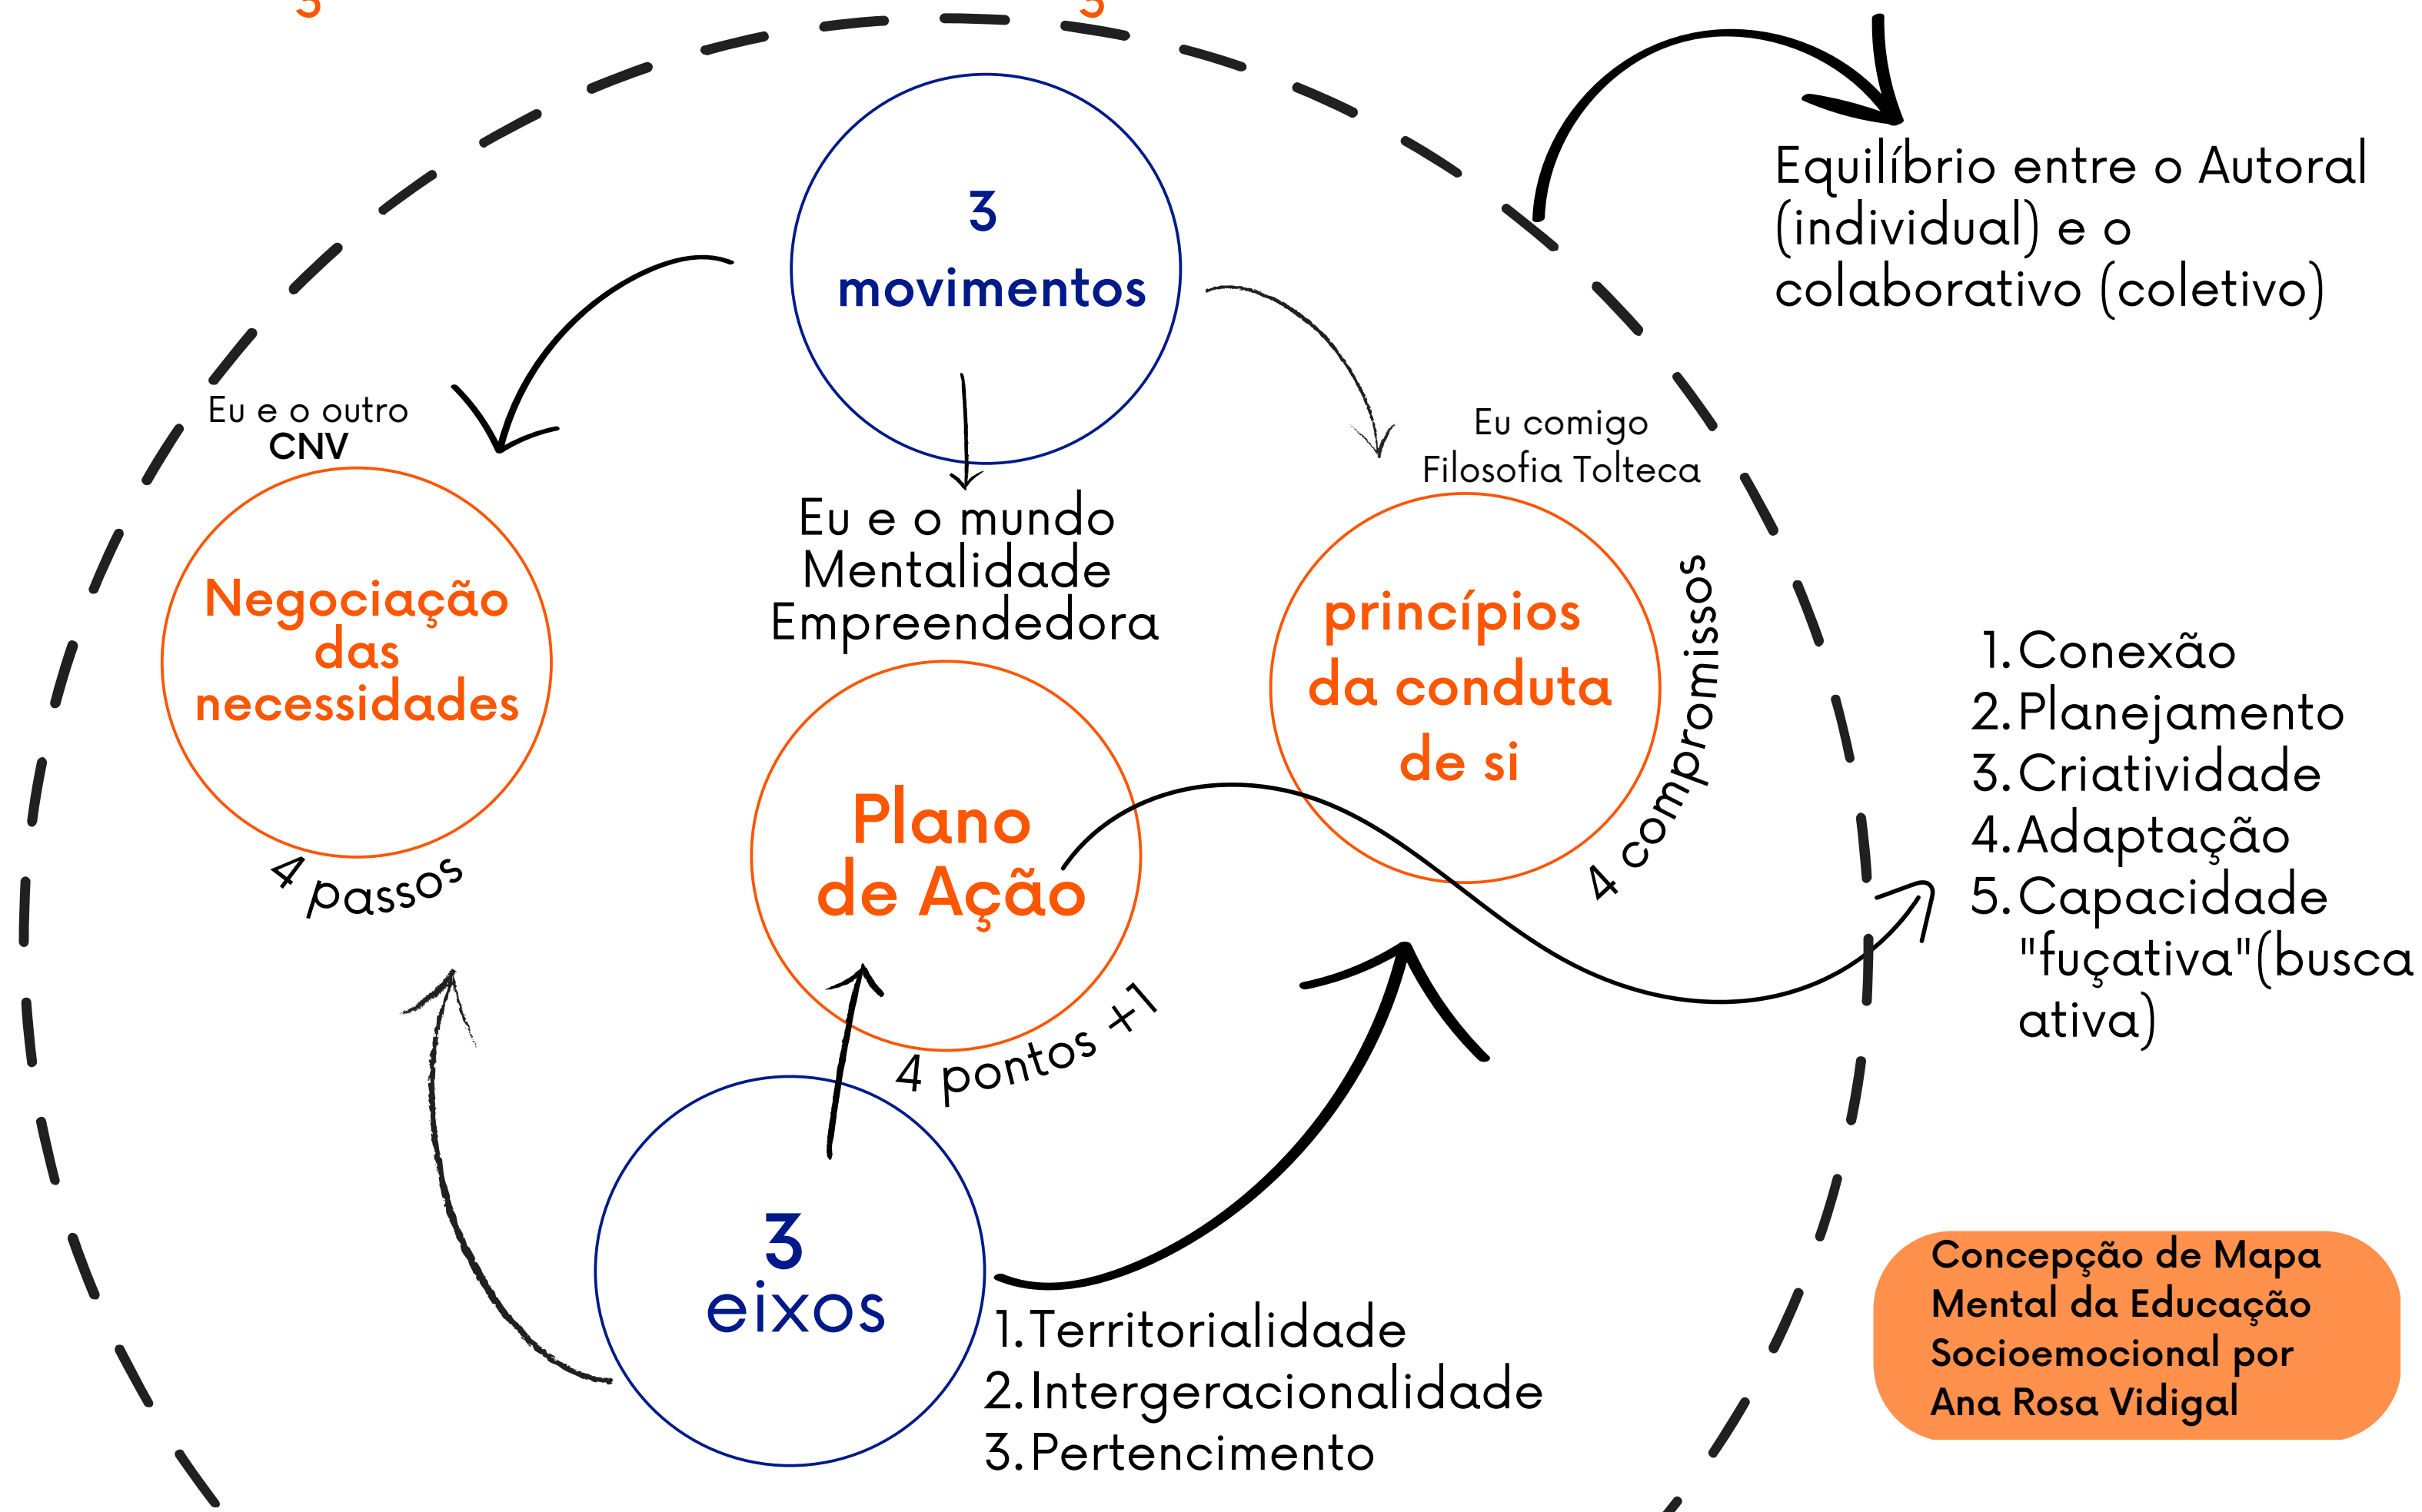 3
movimentos
Equilíbrio entre o Autoral
(individual) e o
colaborativo (coletivo)
Eu e o outro
CNV
Negociação
das
necessidades
4 passos
Eu e o mundo
Mentalidade
Empreendedora
Plano
de Ação
4 pontos +1
Eu comigo
Filosofia Tolteca
princípios
da conduta
de si
4 compromissos
1.Conexão
2.Planejamento
3.Criatividade
4.Adaptação
5.Capacidade
"fuçativa"(busca
ativa)
3
eixos
1.Territorialidade
2.Intergeracionalidade
3.Pertencimento
Concepção de Mapa
Mental da Educação
Socioemocional por
Ana Rosa Vidigal